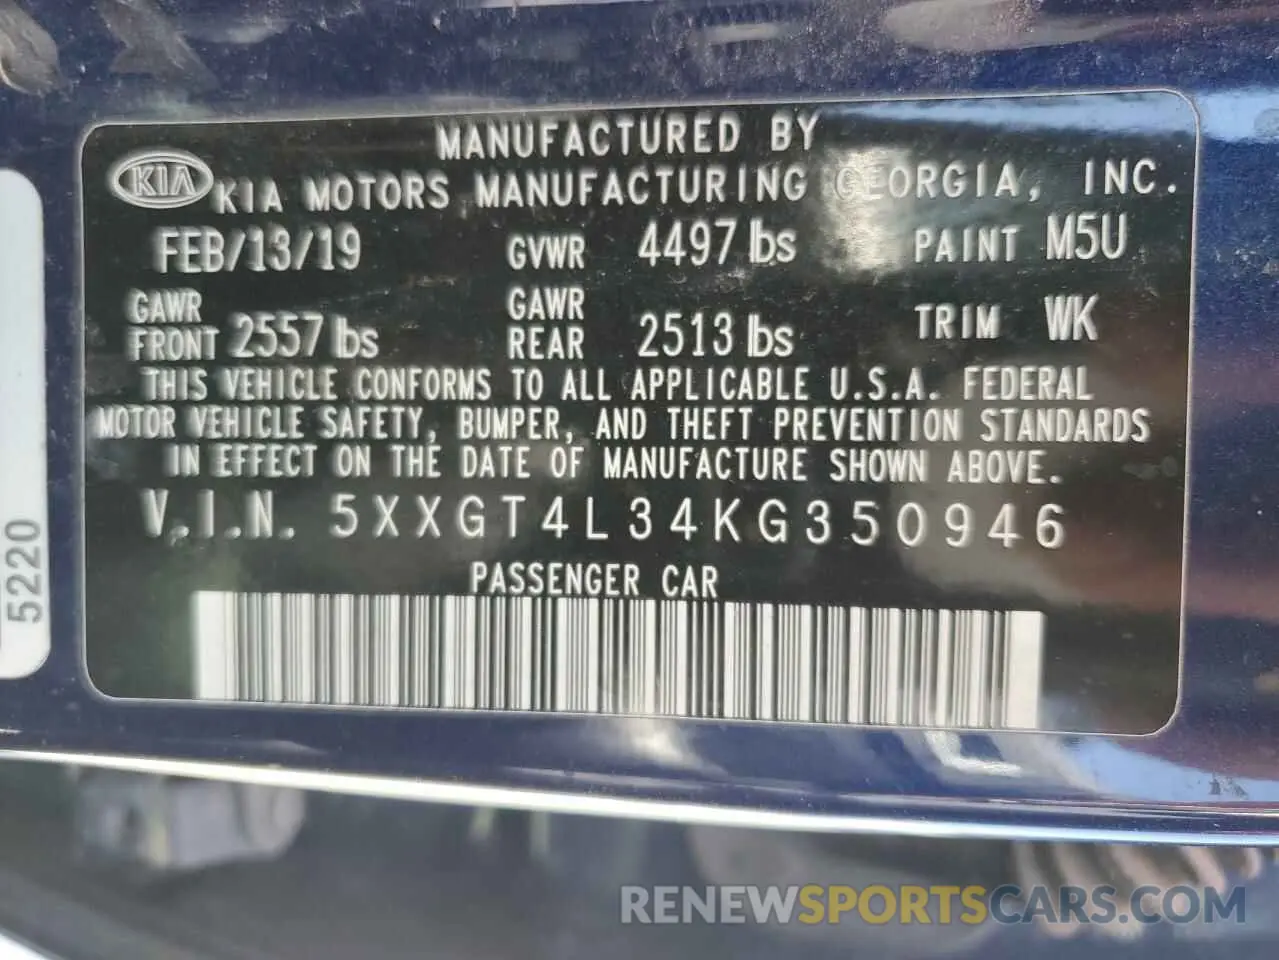 MANUFACTURED BY
KIA KIA MOTORS MANUFACTURING GEORGIA, INC.
FEB/13/19 GVWR 4497 lbs PAINT M5U
GAWR FRONT 2557 lbs GAWR REAR 2513 lbs TRIM WK
THIS VEHICLE CONFORMS TO ALL APPLICABLE U.S.A. FEDERAL
MOTOR VEHICLE SAFETY, BUMPER, AND THEFT PREVENTION STANDARDS
IN EFFECT ON THE DATE OF MANUFACTURE SHOWN ABOVE.
V.I.N. 5XXGT4L34KG350946
PASSENGER CAR
5220
RENEWSPORTSCARS.COM